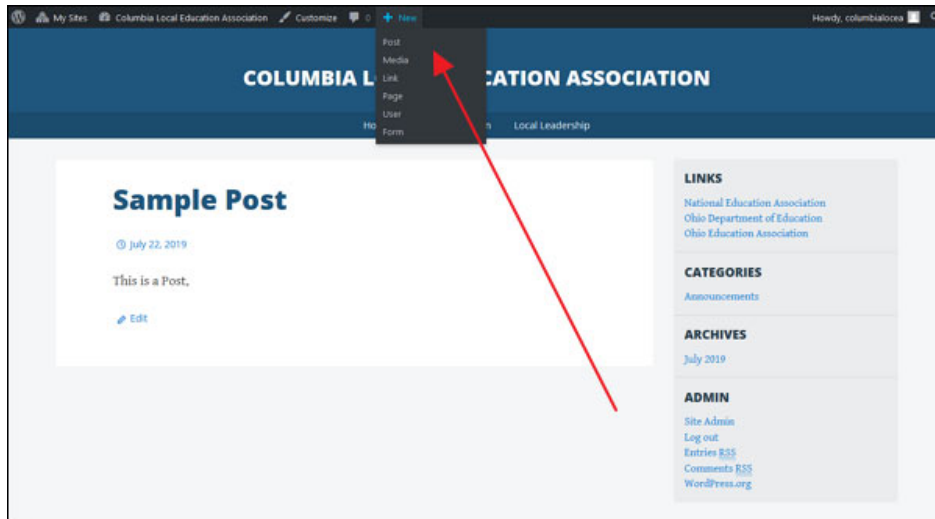 My Sites Columbia Local Education Association Customize 0 + New Howdy, columbialocea
Post
Media
Link
Page
User
Form
COLUMBIA L CATION ASSOCIATION
Ho n Local Leadership
Sample Post
July 22, 2019
This is a Post,
Edit
LINKS
National Education Association
Ohio Department of Education
Ohio Education Association
CATEGORIES
Announcements
ARCHIVES
July 2019
ADMIN
Site Admin
Log out
Entries RSS
Comments RSS
WordPress.org